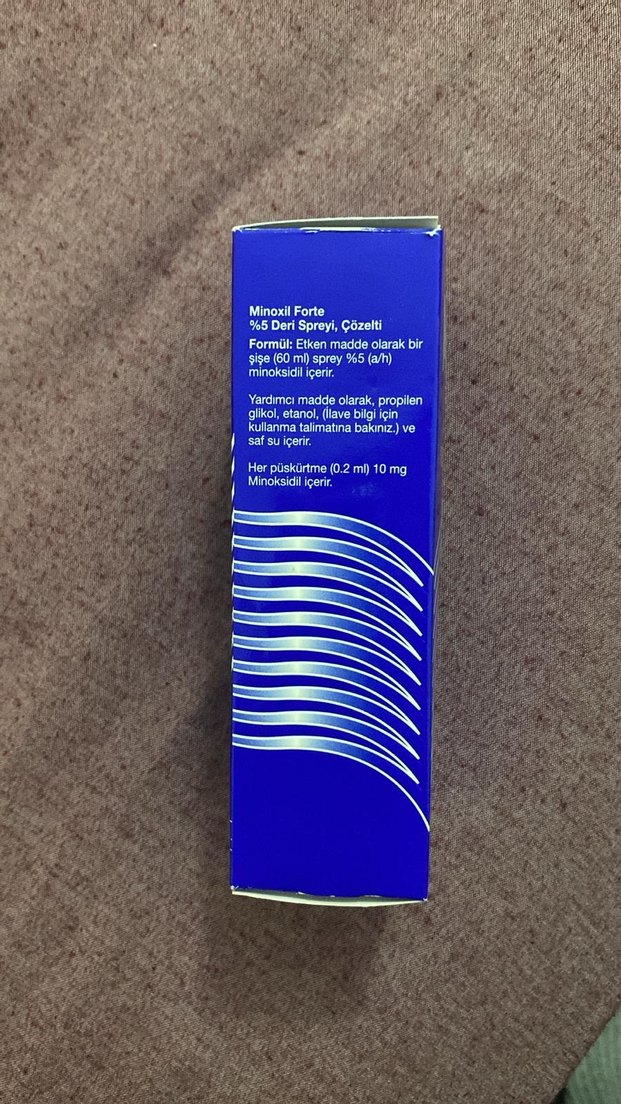 Minoxil Forte
%5 Deri Spreyi, Çözelti
Formül: Etken madde olarak bir
şişe (60 ml) sprey %5 (a/h)
minoksidil içerir.
Yardımcı madde olarak, propilen
glikol, etanol, (İlave bilgi için
kullanma talimatına bakınız.) ve
saf su içerir.
Her püskürtme (0.2 ml) 10 mg
Minoksidil içerir.